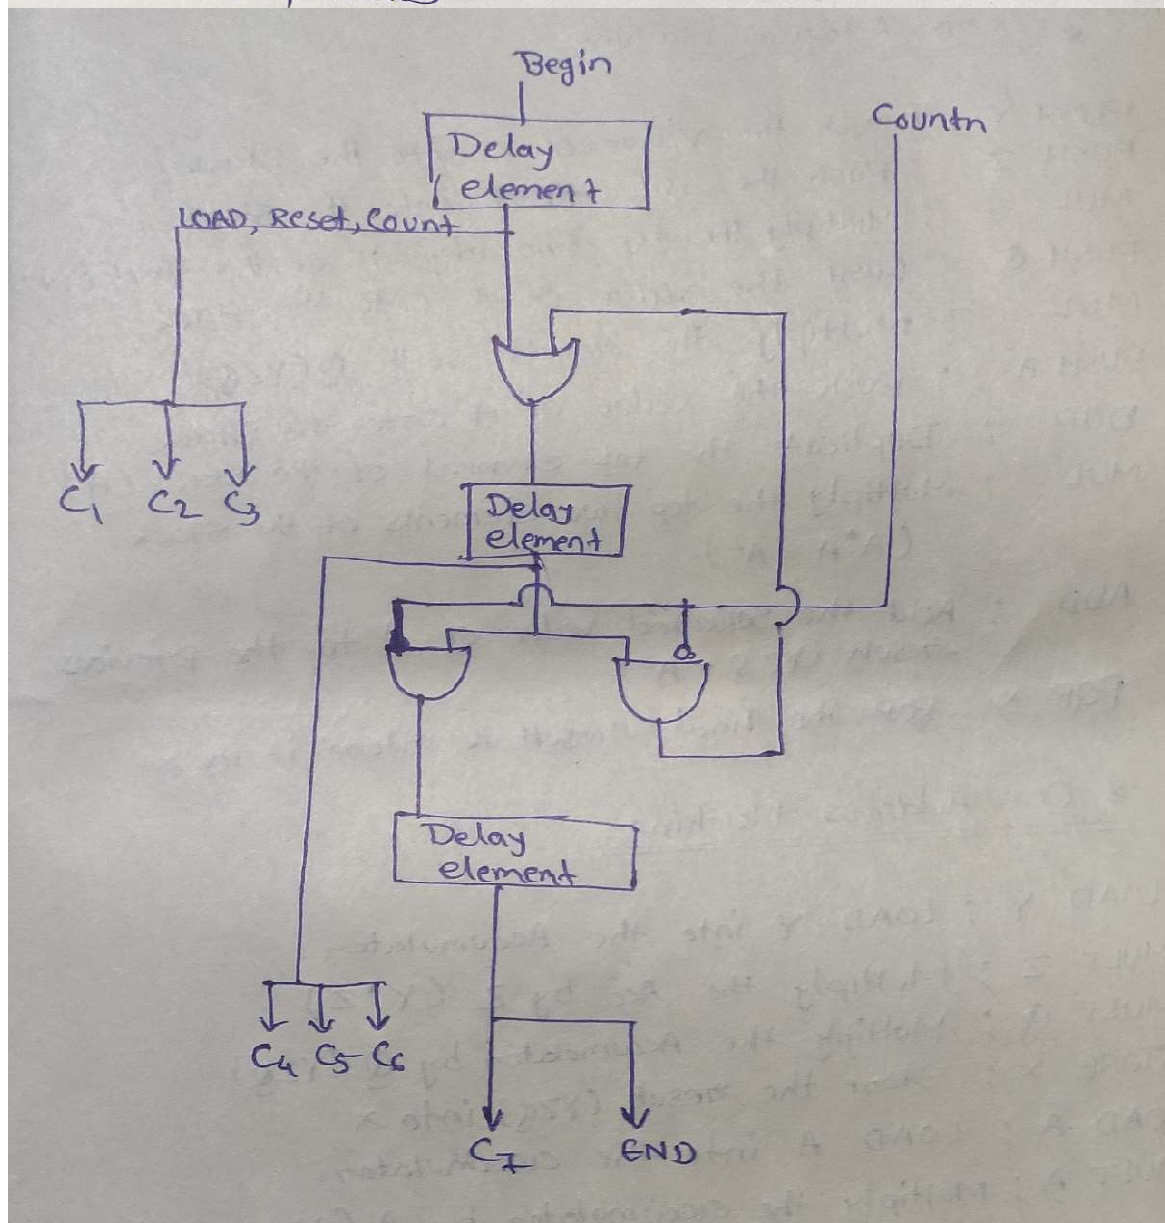 Begin
Countn
Delay
element
LOAD, Reset, Count
C1 C2 C3
Delay
element
Delay
element
C4 C5 C6
C7 END